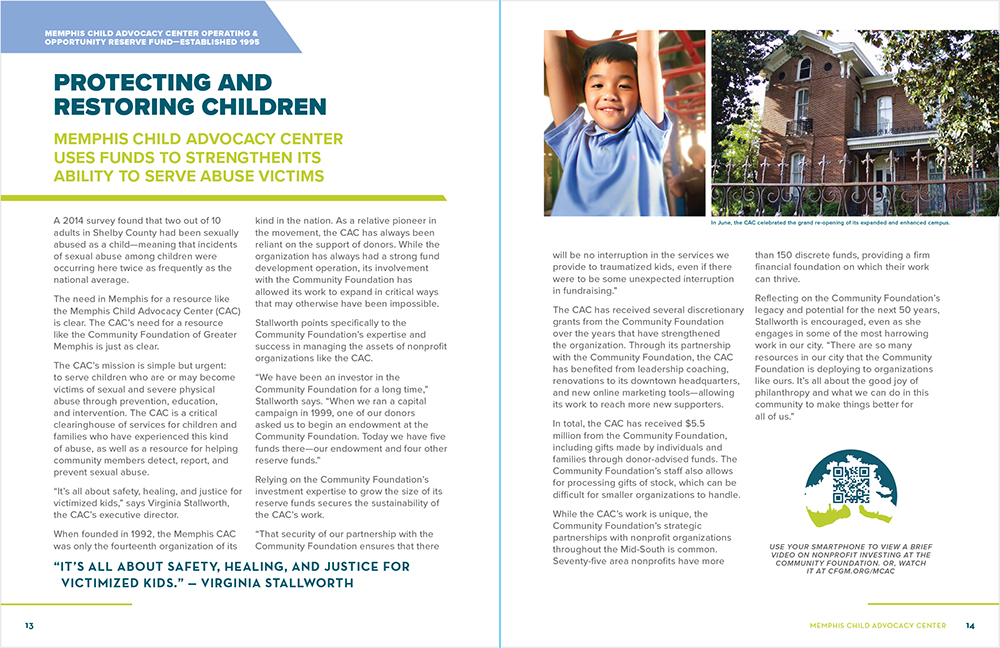 MEMPHIS CHILD ADVOCACY CENTER OPERATING &
OPPORTUNITY RESERVE FUND—ESTABLISHED 1995
PROTECTING AND
RESTORING CHILDREN
MEMPHIS CHILD ADVOCACY CENTER
USES FUNDS TO STRENGTHEN ITS
ABILITY TO SERVE ABUSE VICTIMS
A 2014 survey found that two out of 10
adults in Shelby County had been sexually
abused as a child—meaning that incidents
of sexual abuse among children were
occurring here twice as frequently as the
national average.
The need in Memphis for a resource like
the Memphis Child Advocacy Center (CAC)
is clear. The CAC's need for a resource
like the Community Foundation of Greater
Memphis is just as clear.
The CAC's mission is simple but urgent:
to serve children who are or may become
victims of sexual and severe physical
abuse through prevention, education,
and intervention. The CAC is a critical
clearinghouse of services for children and
families who have experienced this kind
of abuse, as well as a resource for helping
community members detect, report, and
prevent sexual abuse.
"It's all about safety, healing, and justice for
victimized kids," says Virginia Stallworth,
the CAC's executive director.
When founded in 1992, the Memphis CAC
was only the fourteenth organization of its
kind in the nation. As a relative pioneer in
the movement, the CAC has always been
reliant on the support of donors. While the
organization has always had a strong fund
development operation, its involvement
with the Community Foundation has
allowed its work to expand in critical ways
that may otherwise have been impossible.
Stallworth points specifically to the
Community Foundation's expertise and
success in managing the assets of nonprofit
organizations like the CAC.
"We have been an investor in the
Community Foundation for a long time,"
Stallworth says. "When we ran a capital
campaign in 1999, one of our donors
asked us to begin an endowment at the
Community Foundation. Today we have five
funds there—our endowment and four other
reserve funds."
Relying on the Community Foundation's
investment expertise to grow the size of its
reserve funds secures the sustainability of
the CAC's work.
"That security of our partnership with the
Community Foundation ensures that there
"IT'S ALL ABOUT SAFETY, HEALING, AND JUSTICE FOR
VICTIMIZED KIDS." — VIRGINIA STALLWORTH
13
In June, the CAC celebrated the grand re-opening of its expanded and enhanced campus.
will be no interruption in the services we
provide to traumatized kids, even if there
were to be some unexpected interruption
in fundraising."
The CAC has received several discretionary
grants from the Community Foundation
over the years that have strengthened
the organization. Through its partnership
with the Community Foundation, the CAC
has benefited from leadership coaching,
renovations to its downtown headquarters,
and new online marketing tools—allowing
its work to reach more new supporters.
In total, the CAC has received $5.5
million from the Community Foundation,
including gifts made by individuals and
families through donor-advised funds. The
Community Foundation's staff also allows
for processing gifts of stock, which can be
difficult for smaller organizations to handle.
While the CAC's work is unique, the
Community Foundation's strategic
partnerships with nonprofit organizations
throughout the Mid-South is common.
Seventy-five area nonprofits have more
than 150 discrete funds, providing a firm
financial foundation on which their work
can thrive.
Reflecting on the Community Foundation's
legacy and potential for the next 50 years,
Stallworth is encouraged, even as she
engages in some of the most harrowing
work in our city. "There are so many
resources in our city that the Community
Foundation is deploying to organizations
like ours. It's all about the good joy of
philanthropy and what we can do in this
community to make things better for
all of us."
USE YOUR SMARTPHONE TO VIEW A BRIEF
VIDEO ON NONPROFIT INVESTING AT THE
COMMUNITY FOUNDATION. OR, WATCH
IT AT CFGM.ORG/MCAC
MEMPHIS CHILD ADVOCACY CENTER 14